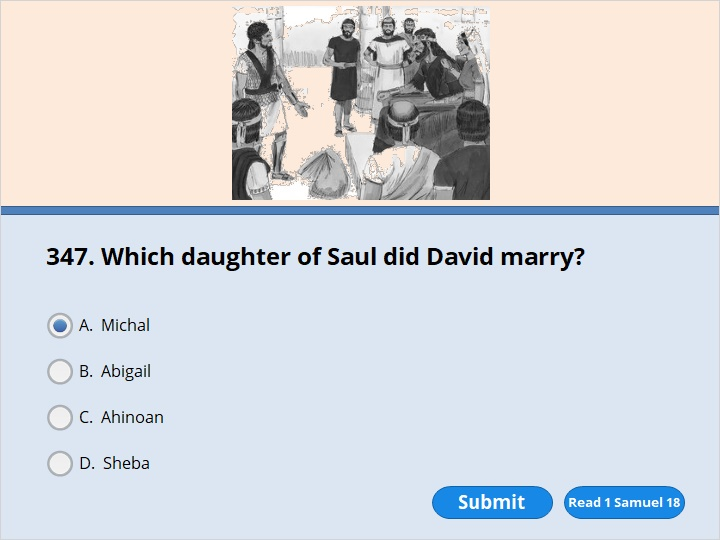 347. Which daughter of Saul did David marry?
A. Michal
B. Abigail
C. Ahinoan
D. Sheba
Submit
Read 1 Samuel 18